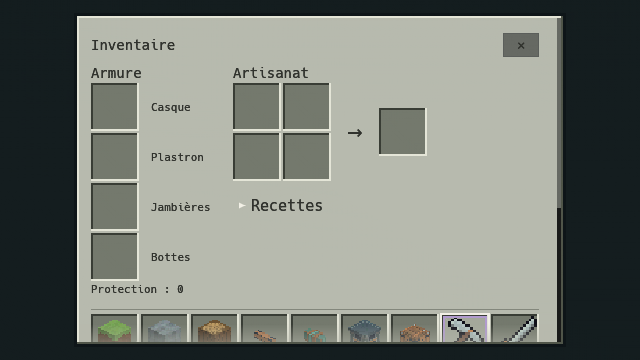 Inventaire
×
Armure
Artisanat
Casque
Plastron
→
Jambières
▸ Recettes
Bottes
Protection : 0